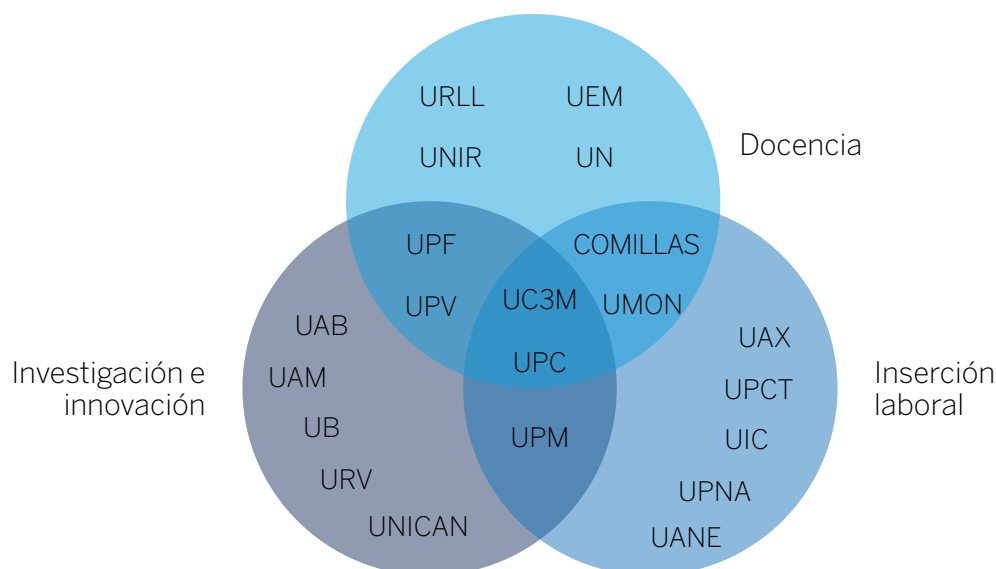 URLL UEM
Docencia
UNIR UN
UPF COMILLAS
UPV UC3M UMON
UAB UAX
UPC
Investigación e
innovación
Inserción
laboral
UAM UPCT
UB UPM UIC
URV UPNA
UNICAN UANE